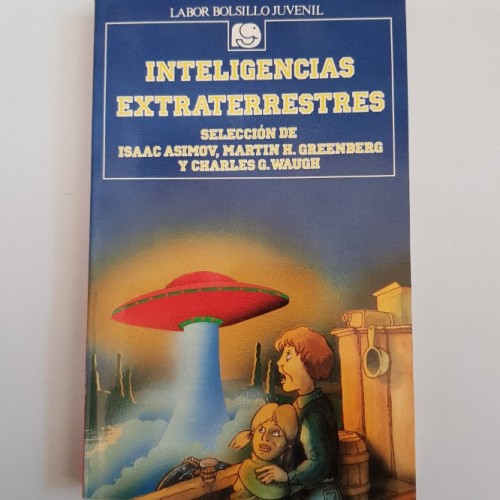 LABOR BOLSILLO JUVENIL
INTELIGENCIAS
EXTRATERRESTRES
SELECCIÓN DE
ISAAC ASIMOV, MARTIN H. GREENBERG
Y CHARLES G. WAUGH